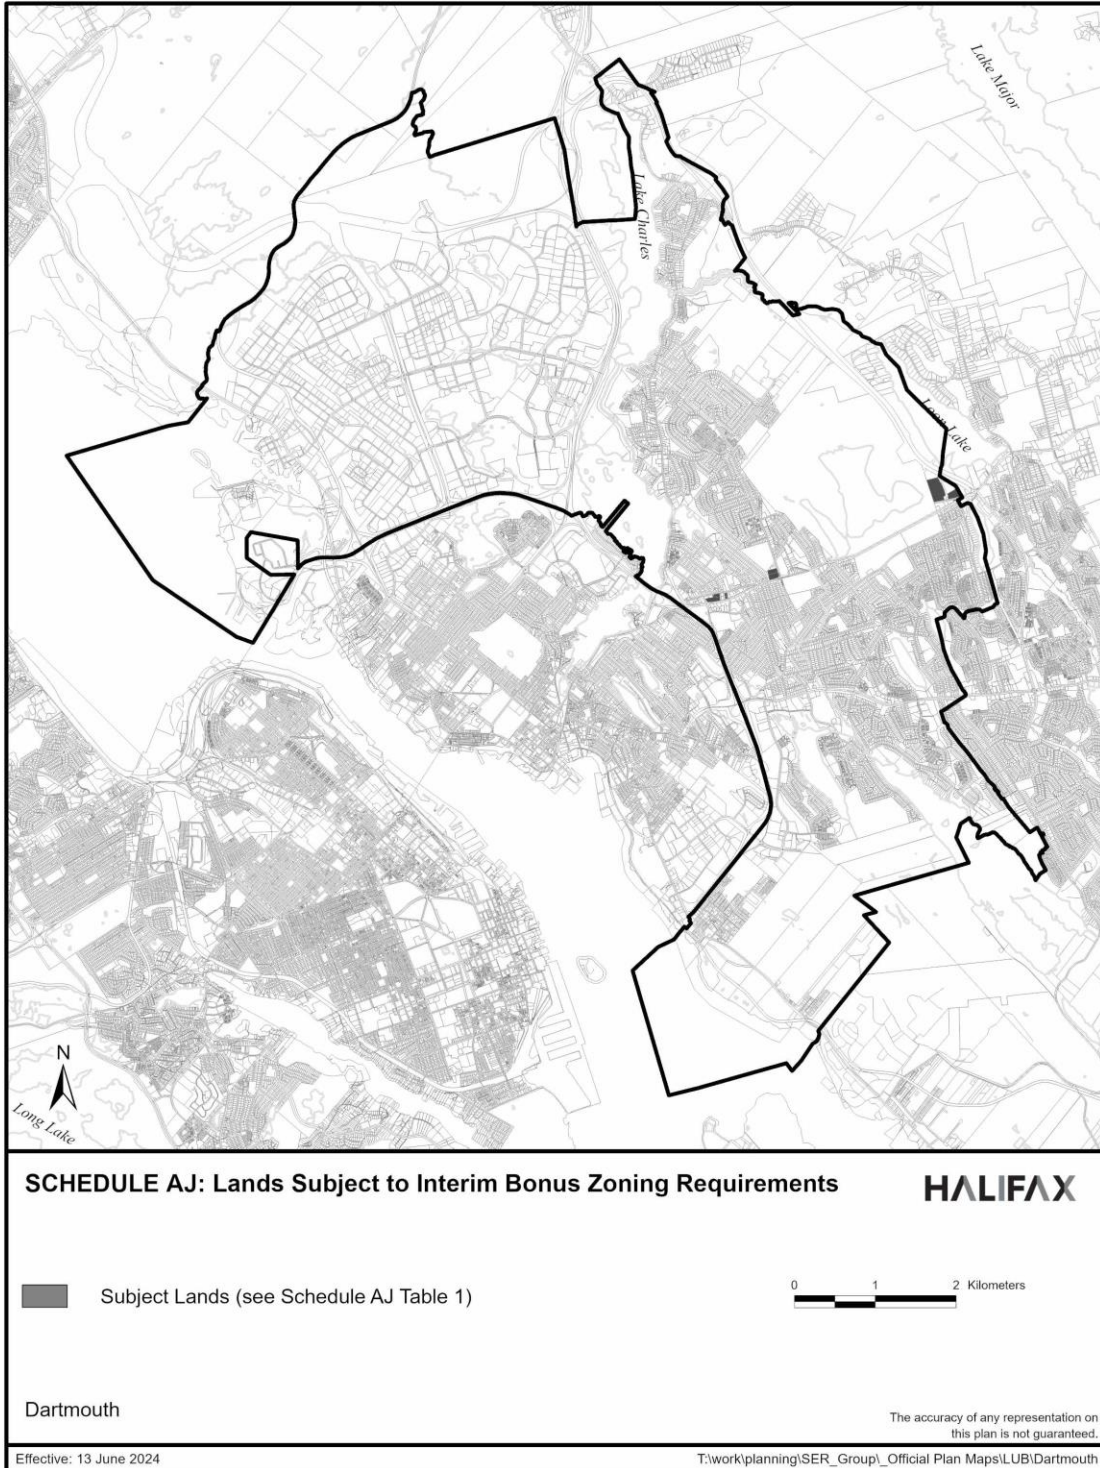 Lake Major
Lake Charles
Loon Lake
N
Long Lake
SCHEDULE AJ: Lands Subject to Interim Bonus Zoning Requirements
HALIFAX
Subject Lands (see Schedule AJ Table 1)
0 1 2 Kilometers
Dartmouth
The accuracy of any representation on
this plan is not guaranteed.
Effective: 13 June 2024
T:\work\planning\SER_Group\_Official Plan Maps\LUB\Dartmouth